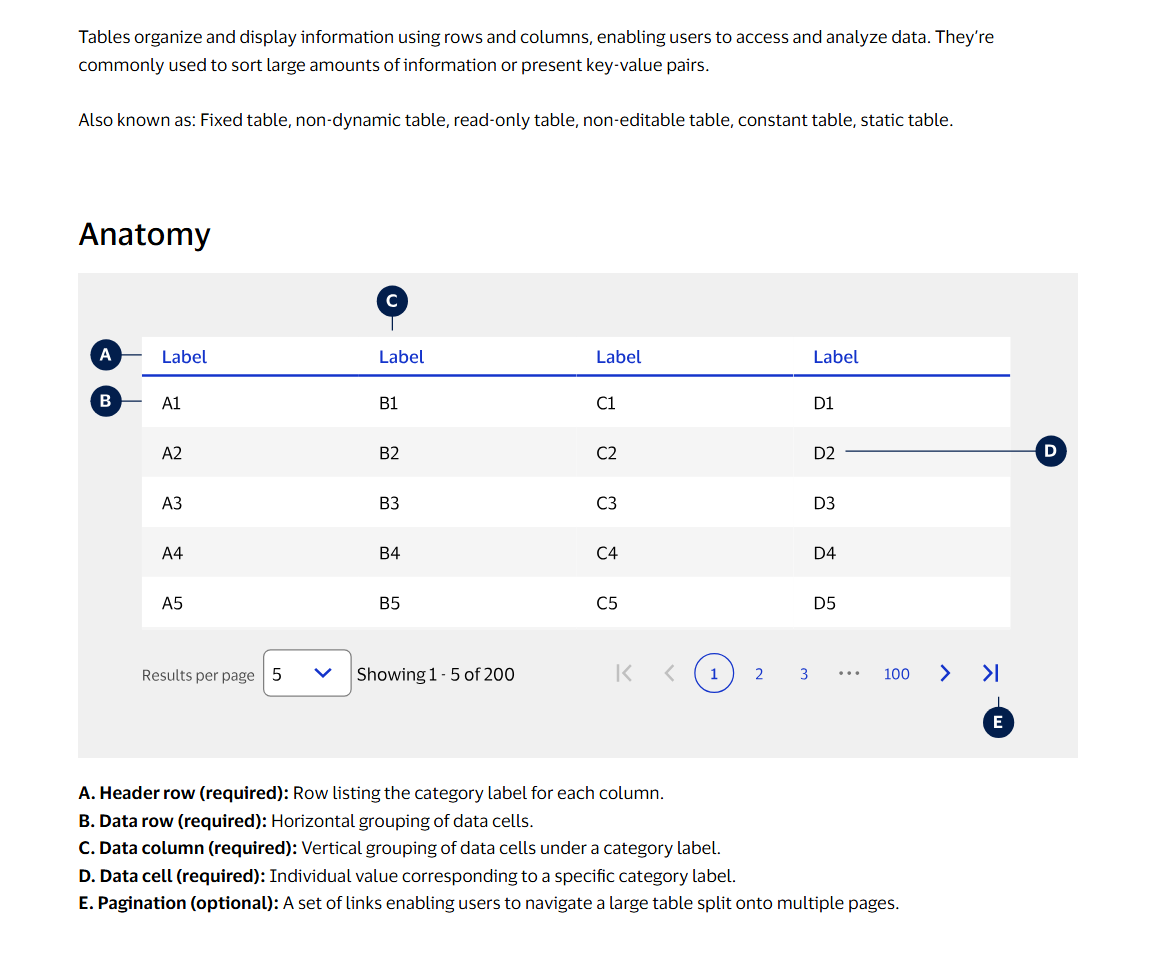 Tables organize and display information using rows and columns, enabling users to access and analyze data. They’re
commonly used to sort large amounts of information or present key-value pairs.
Also known as: Fixed table, non-dynamic table, read-only table, non-editable table, constant table, static table.
Anatomy
C
A Label Label Label Label
B A1 B1 C1 D1
A2 B2 C2 D2 D
A3 B3 C3 D3
A4 B4 C4 D4
A5 B5 C5 D5
Results per page 5 Showing 1 - 5 of 200 1 2 3 ••• 100
E
A. Header row (required): Row listing the category label for each column.
B. Data row (required): Horizontal grouping of data cells.
C. Data column (required): Vertical grouping of data cells under a category label.
D. Data cell (required): Individual value corresponding to a specific category label.
E. Pagination (optional): A set of links enabling users to navigate a large table split onto multiple pages.